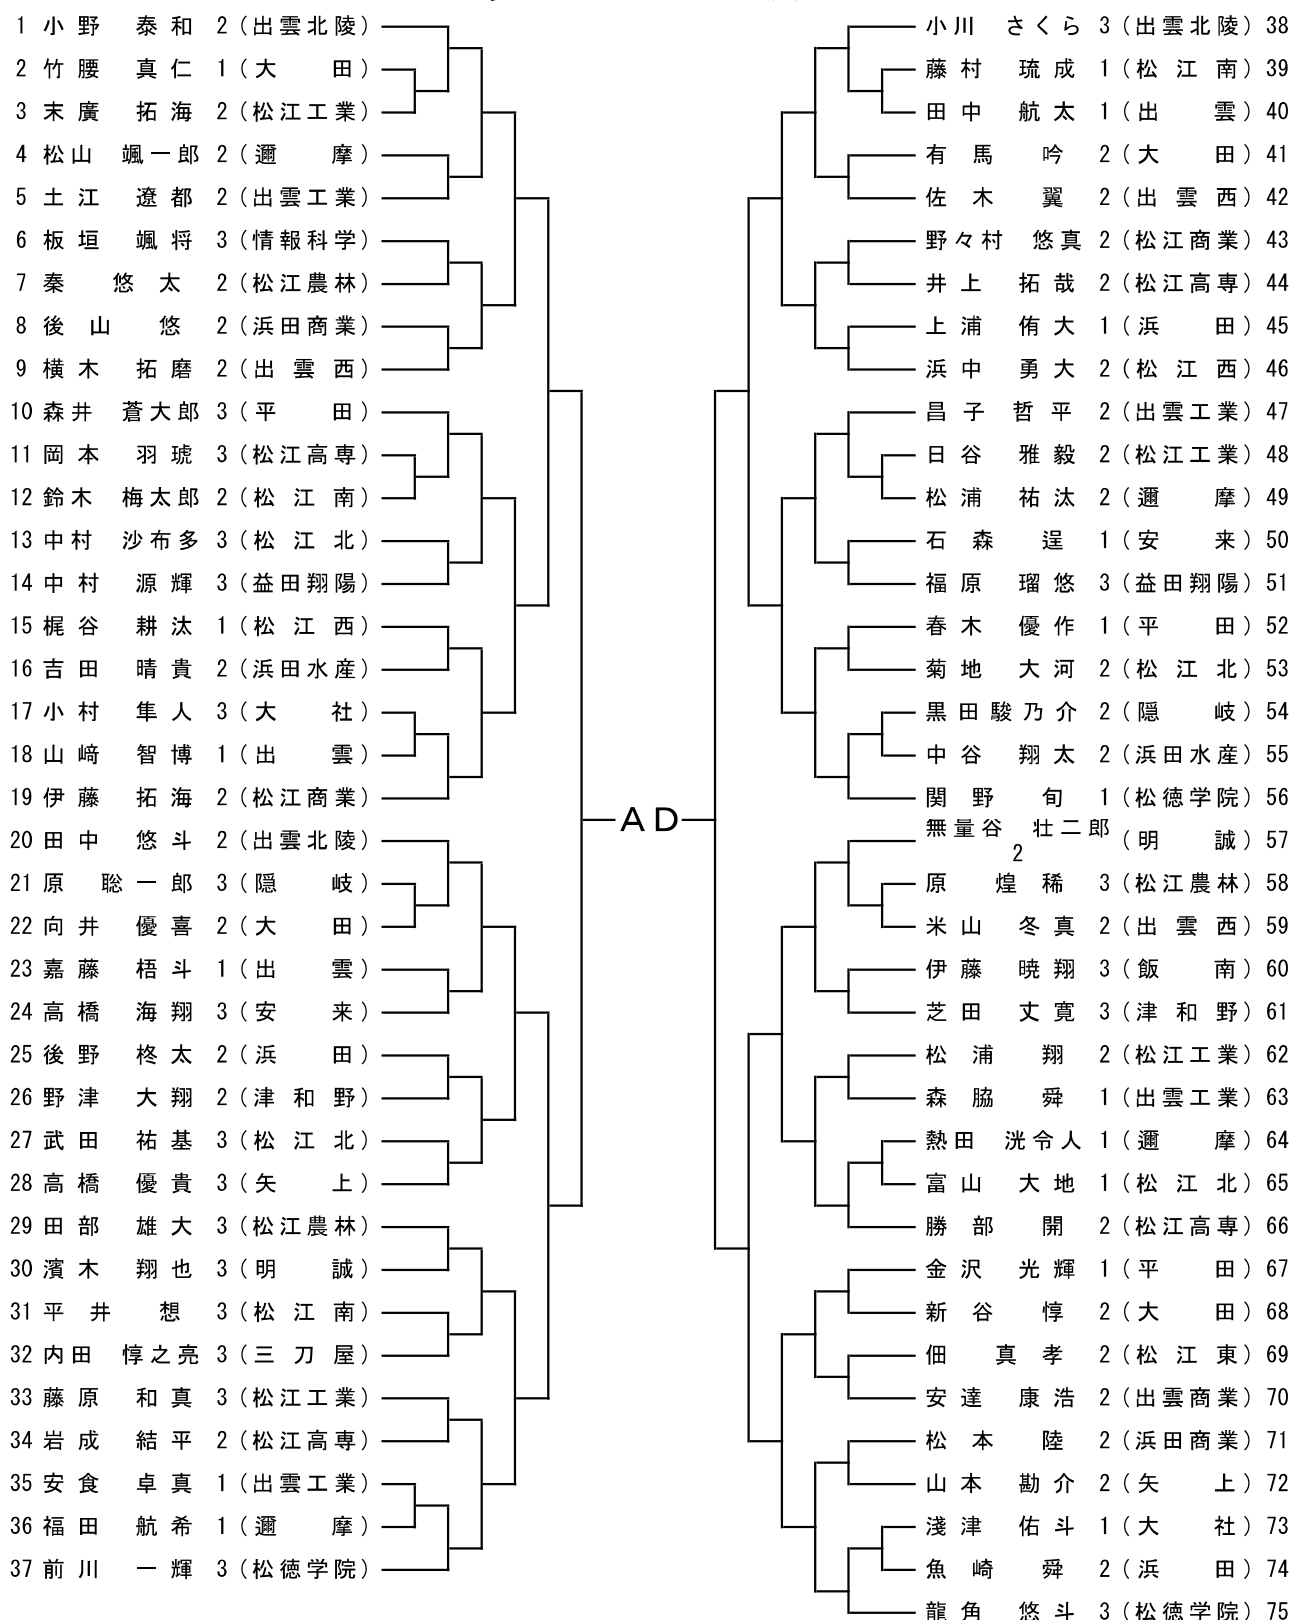 1 小野 泰和 2 (出雲北陵)
2 竹腰 真仁 1 (大田)
3 末廣 拓海 2 (松江工業)
4 松山 颯一郎 2 (邇摩)
5 土江 遼都 2 (出雲工業)
6 板垣 颯将 3 (情報科学)
7 秦 悠太 2 (松江農林)
8 後山 悠 2 (浜田商業)
9 横木 拓磨 2 (出雲西)
10 森井 蒼大郎 3 (平田)
11 岡本 羽琥 3 (松江高専)
12 鈴木 梅太郎 2 (松江南)
13 中村 沙布多 3 (松江北)
14 中村 源輝 3 (益田翔陽)
15 梶谷 耕汰 1 (松江西)
16 吉田 晴貴 2 (浜田水産)
17 小村 隼人 3 (大社)
18 山﨑 智博 1 (出雲)
19 伊藤 拓海 2 (松江商業)
20 田中 悠斗 2 (出雲北陵)
21 原 聡一郎 3 (隠岐)
22 向井 優喜 2 (大田)
23 嘉藤 梧斗 1 (出雲)
24 高橋 海翔 3 (安来)
25 後野 柊太 2 (浜田)
26 野津 大翔 2 (津和野)
27 武田 祐基 3 (松江北)
28 高橋 優貴 3 (矢上)
29 田部 雄大 3 (松江農林)
30 濱木 翔也 3 (明誠)
31 平井 想 3 (松江南)
32 内田 惇之亮 3 (三刀屋)
33 藤原 和真 3 (松江工業)
34 岩成 結平 2 (松江高専)
35 安食 卓真 1 (出雲工業)
36 福田 航希 1 (邇摩)
37 前川 一輝 3 (松徳学院)
AD
小川 さくら 3 (出雲北陵) 38
藤村 琉成 1 (松江南) 39
田中 航太 1 (出雲) 40
有馬 吟 2 (大田) 41
佐木 翼 2 (出雲西) 42
野々村 悠真 2 (松江商業) 43
井上 拓哉 2 (松江高専) 44
上浦 侑大 1 (浜田) 45
浜中 勇大 2 (松江西) 46
昌子 哲平 2 (出雲工業) 47
日谷 雅毅 2 (松江工業) 48
松浦 祐汰 2 (邇摩) 49
石森 逞 1 (安来) 50
福原 瑠悠 3 (益田翔陽) 51
春木 優作 1 (平田) 52
菊地 大河 2 (松江北) 53
黒田駿乃介 2 (隠岐) 54
中谷 翔太 2 (浜田水産) 55
関野 旬 1 (松徳学院) 56
無量谷 壮二郎 2 (明誠) 57
原 煌稀 3 (松江農林) 58
米山 冬真 2 (出雲西) 59
伊藤 暁翔 3 (飯南) 60
芝田 丈寛 3 (津和野) 61
松浦 翔 2 (松江工業) 62
森脇 舜 1 (出雲工業) 63
熱田 洸令人 1 (邇摩) 64
富山 大地 1 (松江北) 65
勝部 開 2 (松江高専) 66
金沢 光輝 1 (平田) 67
新谷 惇 2 (大田) 68
佃 真孝 2 (松江東) 69
安達 康浩 2 (出雲商業) 70
松本 陸 2 (浜田商業) 71
山本 勘介 2 (矢上) 72
淺津 佑斗 1 (大社) 73
魚崎 舜 2 (浜田) 74
龍角 悠斗 3 (松徳学院) 75